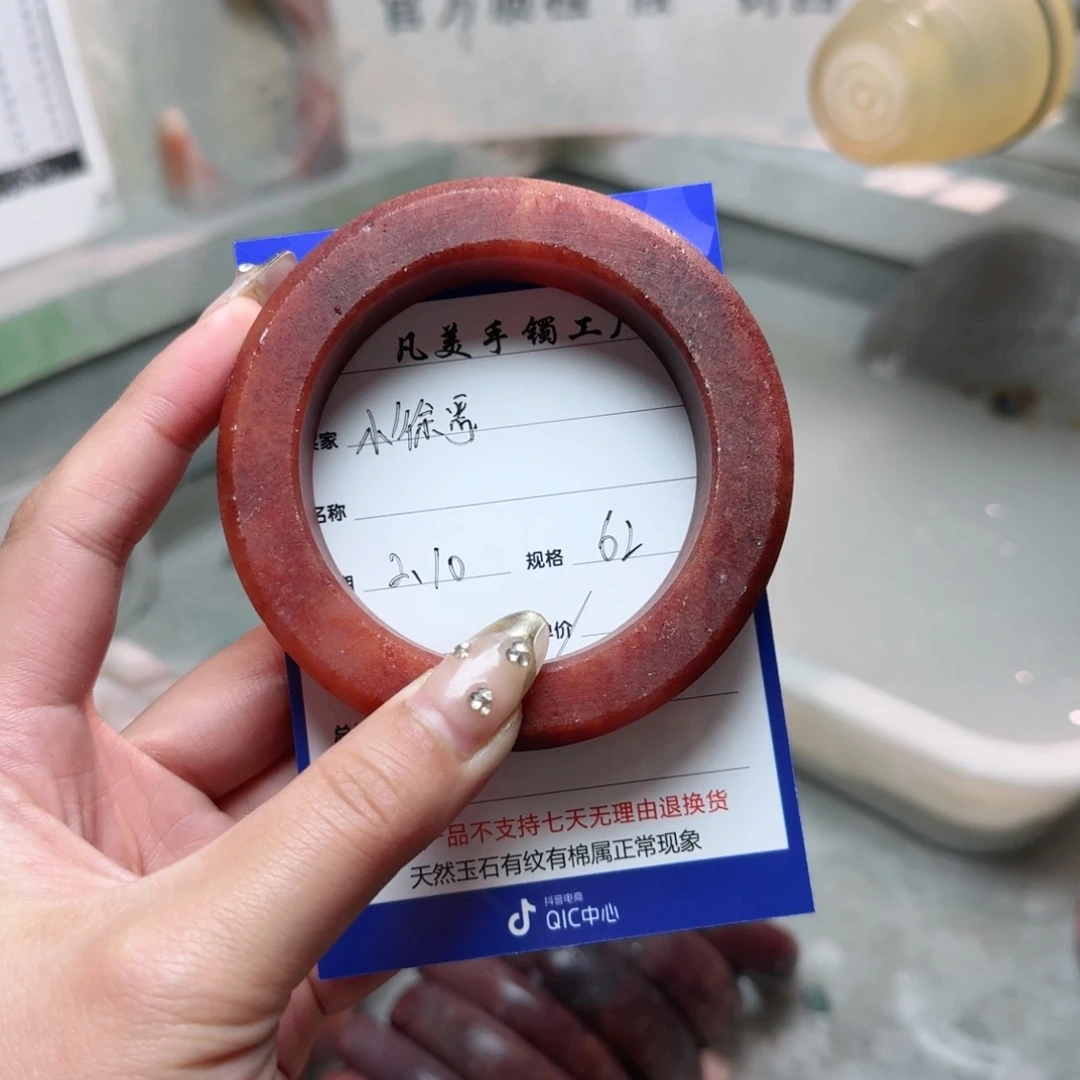 凡美手镯工厂
家 小徐
名称
2、10 规格 62
价
品不支持七天无理由退换货
天然玉石有纹有棉属正常现象
抖音电商
QIC中心